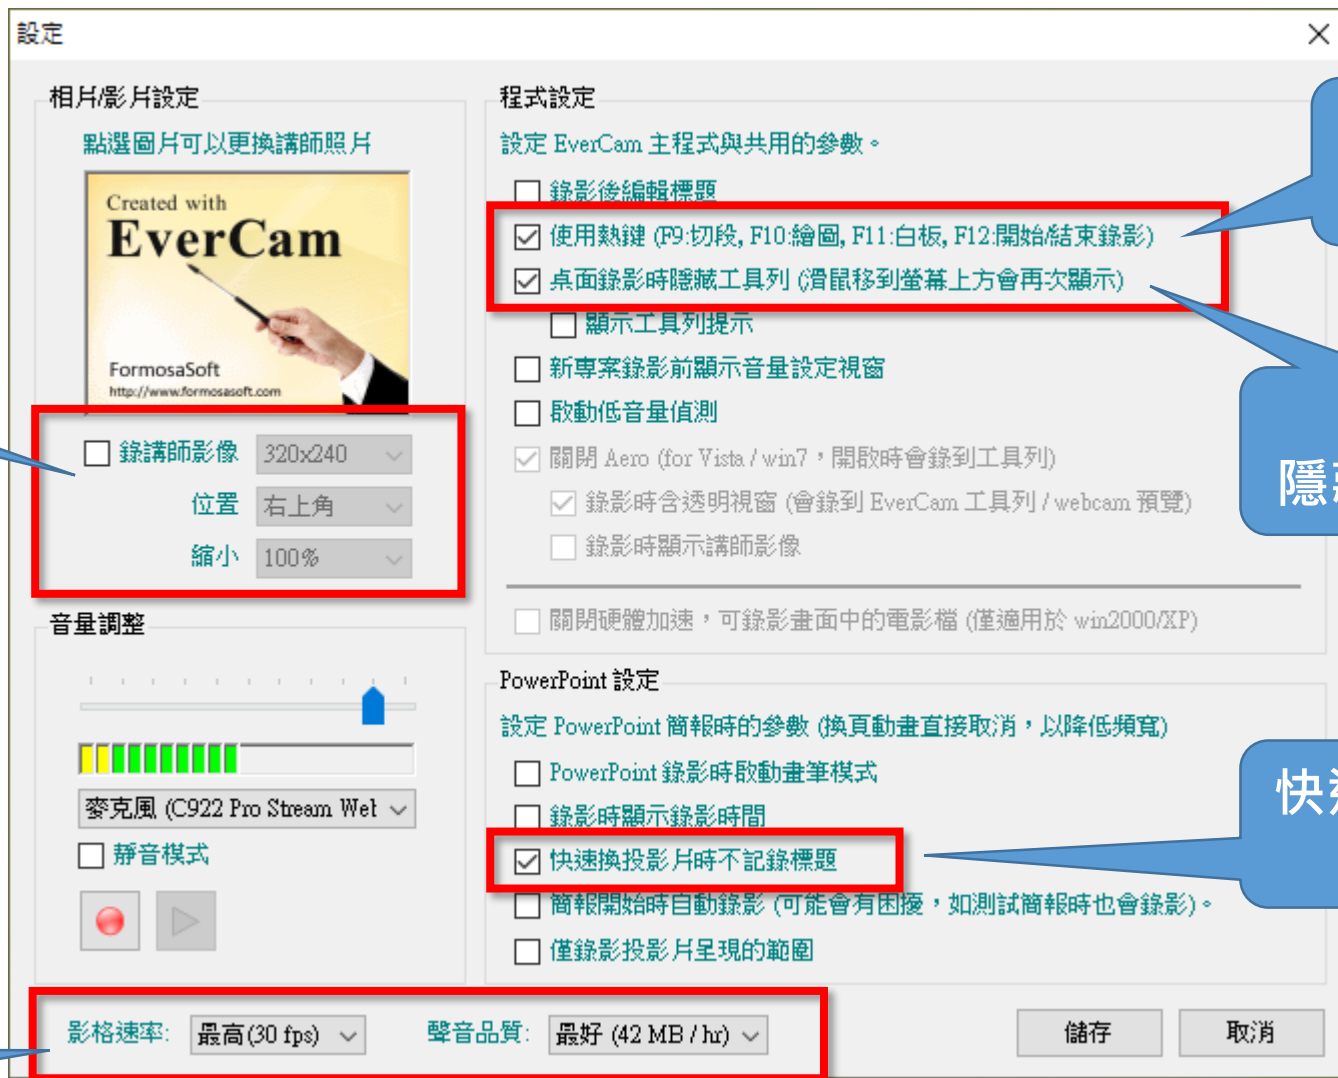 設定
相片/影片設定
點選圖片可以更換講師照片
Created with
EverCam
FormosaSoft
http://www.formosasoft.com
錄講師影像 320x240
位置 右上角
縮小 100%
音量調整
麥克風 (C922 Pro Stream Wel
靜音模式
程式設定
設定 EverCam 主程式與共用的參數。
錄影後編輯標題
使用熱鍵 (F9:切段, F10:繪圖, F11:白板, F12:開始/結束錄影)
桌面錄影時隱藏工具列 (滑鼠移到螢幕上方會再次顯示)
顯示工具列提示
新專案錄影前顯示音量設定視窗
啟動低音量偵測
關閉 Aero (for Vista / win7，開啟時會錄到工具列)
錄影時含透明視窗 (會錄到 EverCam 工具列 / webcam 預覽)
錄影時顯示講師影像
關閉硬體加速，可錄影畫面中的電影檔 (僅適用於 win2000/XP)
PowerPoint 設定
設定 PowerPoint 簡報時的參數 (換頁動畫直接取消，以降低頻寬)
PowerPoint 錄影時啟動畫筆模式
錄影時顯示錄影時間
快速換投影片時不記錄標題
簡報開始時自動錄影 (可能會有困擾，如測試簡報時也會錄影)。
僅錄影投影片呈現的範圍
隱
快
影格速率: 最高(30 fps) 聲音品質: 最好 (42 MB / hr)
儲存 取消